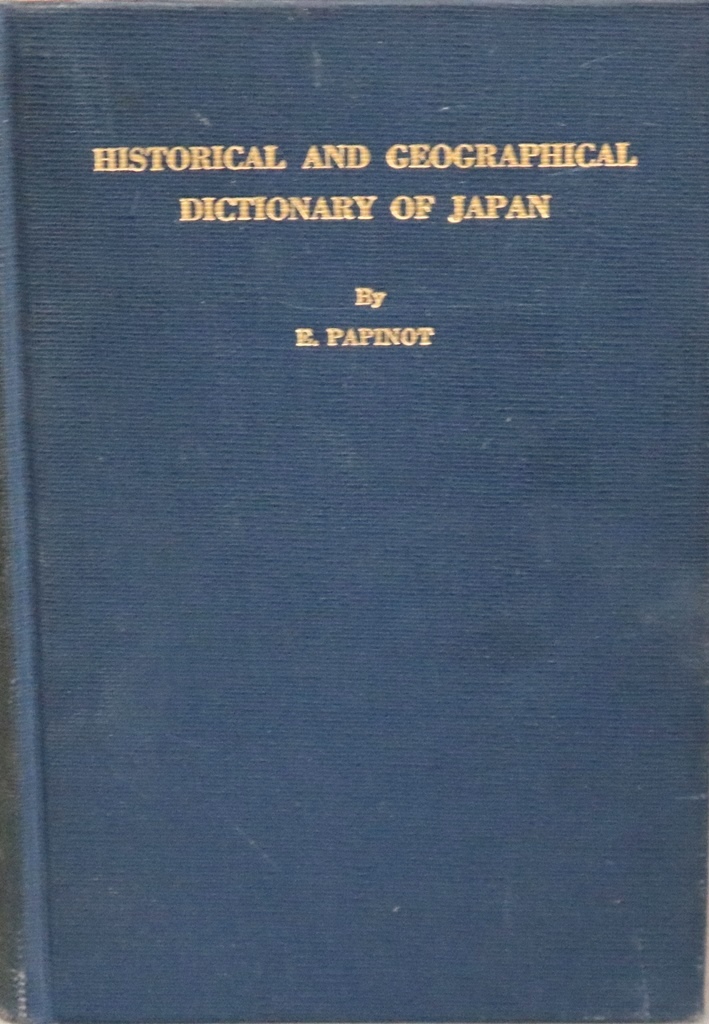 HISTORICAL AND GEOGRAPHICAL
DICTIONARY OF JAPAN
By
E. PAPINOT